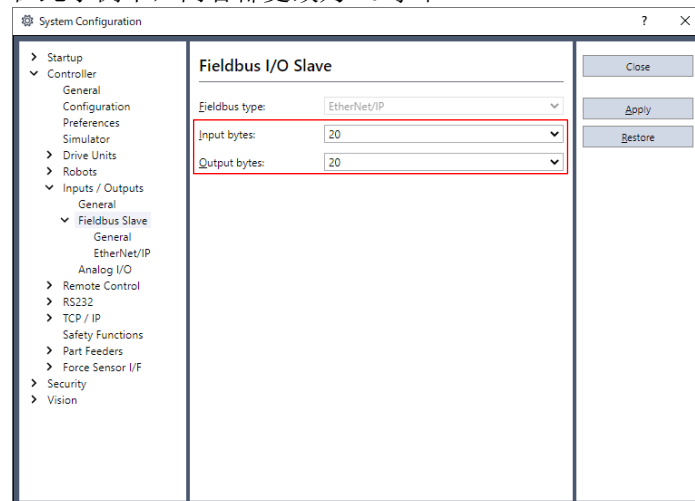 System Configuration
? ×
Startup
Controller
General
Configuration
Preferences
Simulator
Drive Units
Robots
Inputs / Outputs
General
Fieldbus Slave
General
EtherNet/IP
Analog I/O
Remote Control
RS232
TCP / IP
Safety Functions
Part Feeders
Force Sensor I/F
Security
Vision
Fieldbus I/O Slave
Fieldbus type: EtherNet/IP
Input bytes: 20
Output bytes: 20
Close
Apply
Restore